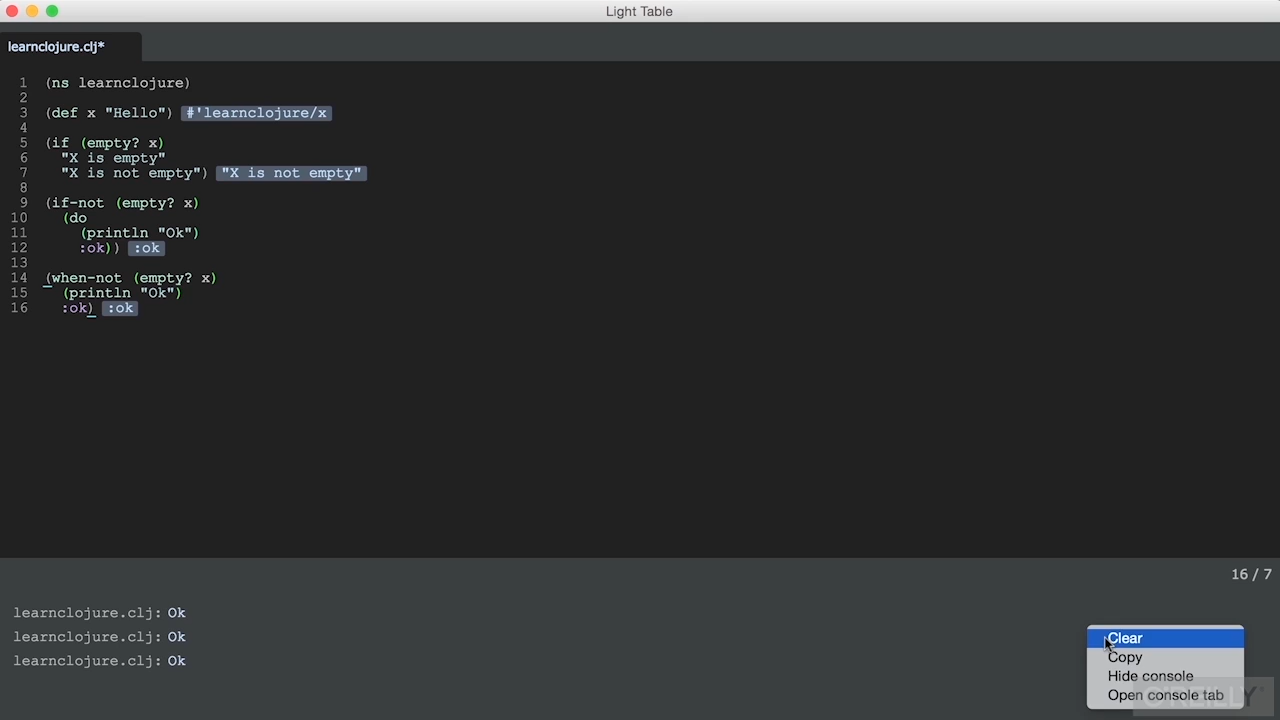 Light Table
learnclojure.clj*
1 (ns learnclojure)
2
3 (def x "Hello") #'learnclojure/x
4
5 (if (empty? x)
6 "X is empty"
7 "X is not empty") "X is not empty"
8
9 (if-not (empty? x)
10 (do
11 (println "Ok")
12 :ok)) :ok
13
14 (when-not (empty? x)
15 (println "Ok")
16 :ok) :ok
16 / 7
learnclojure.clj: Ok
learnclojure.clj: Ok
learnclojure.clj: Ok
Clear
Copy
Hide console
Open console tab
O'REILLY